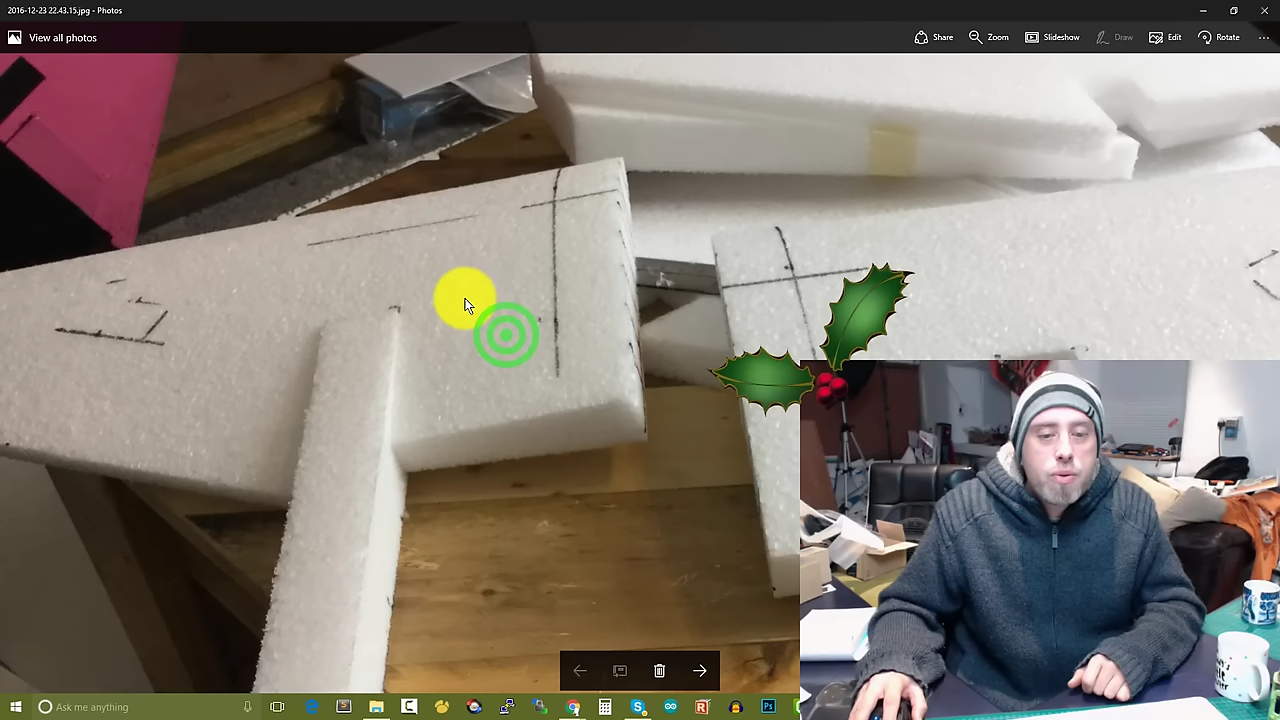 2016-12-23 22.43.15.jpg - Photos
View all photos
Share
Zoom
Slideshow
Draw
Edit
Rotate
Ask me anything
Ps